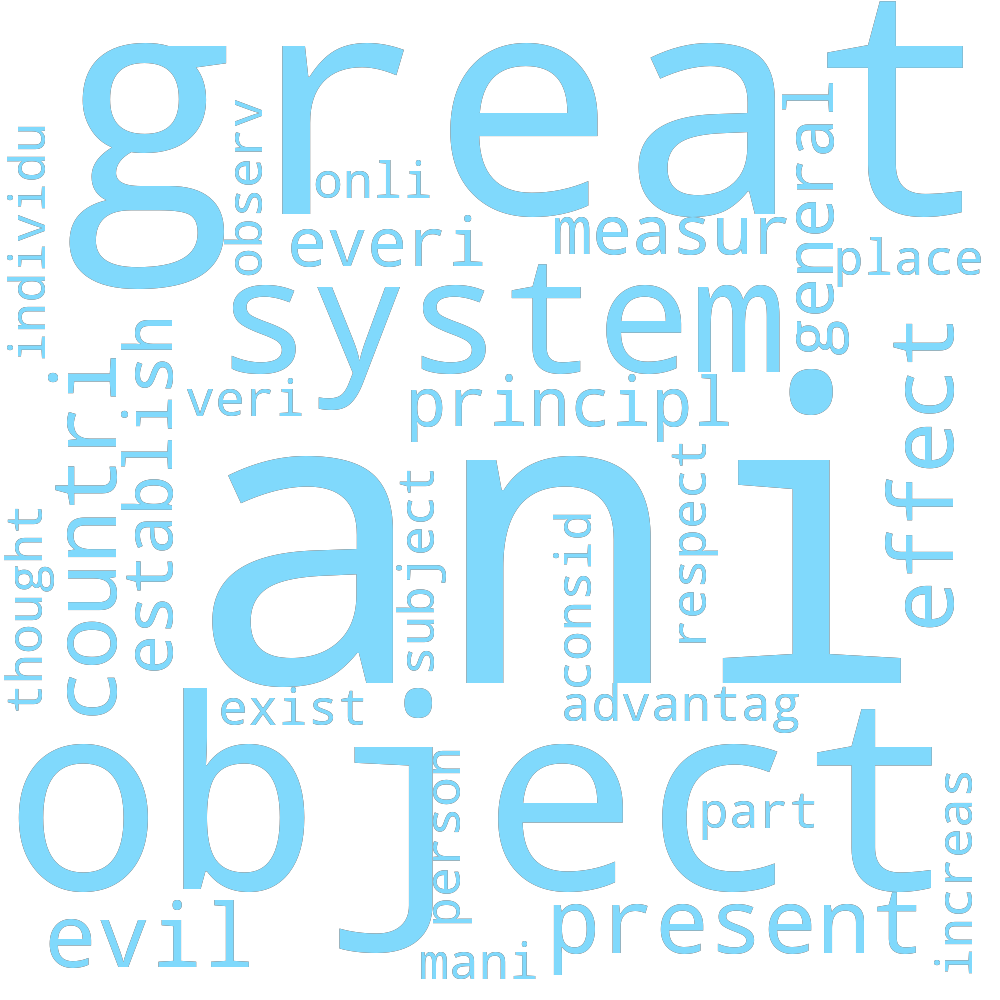 great
individu
observ
onli
everi
measur
general
place
system
veri
principl
countri
establish
effect
ani
thought
subject
consid
respect
exist
advantag
object
person
part
increas
evil
present
mani